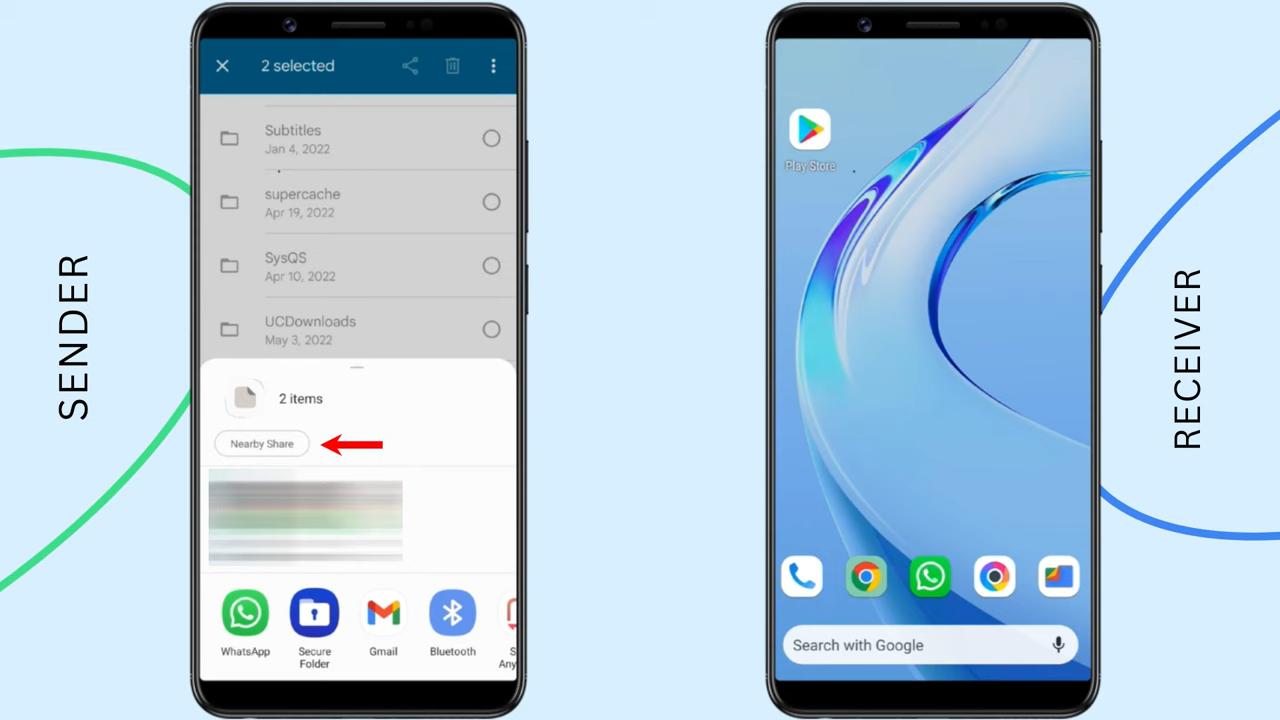 SENDER
2 selected
Subtitles
Jan 4, 2022
supercache
Apr 19, 2022
SysQS
Apr 10, 2022
UCDownloads
May 3, 2022
2 items
Nearby Share
WhatsApp
Secure
Folder
Gmail
Bluetooth
S
Any
Play Store
Search with Google
RECEIVER